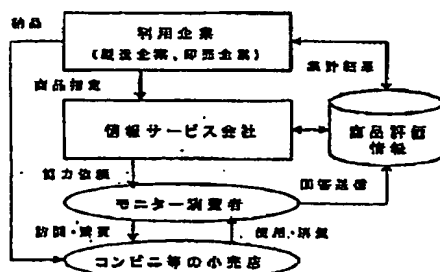 納品
利用企業
(製造企業、卸売企業)
集計結果
商品指定
情報サービス会社
商品評価
情報
協力依頼
回答送信
モニター消費者
訪問・購買
使用・消費
コンビニ等の小売店